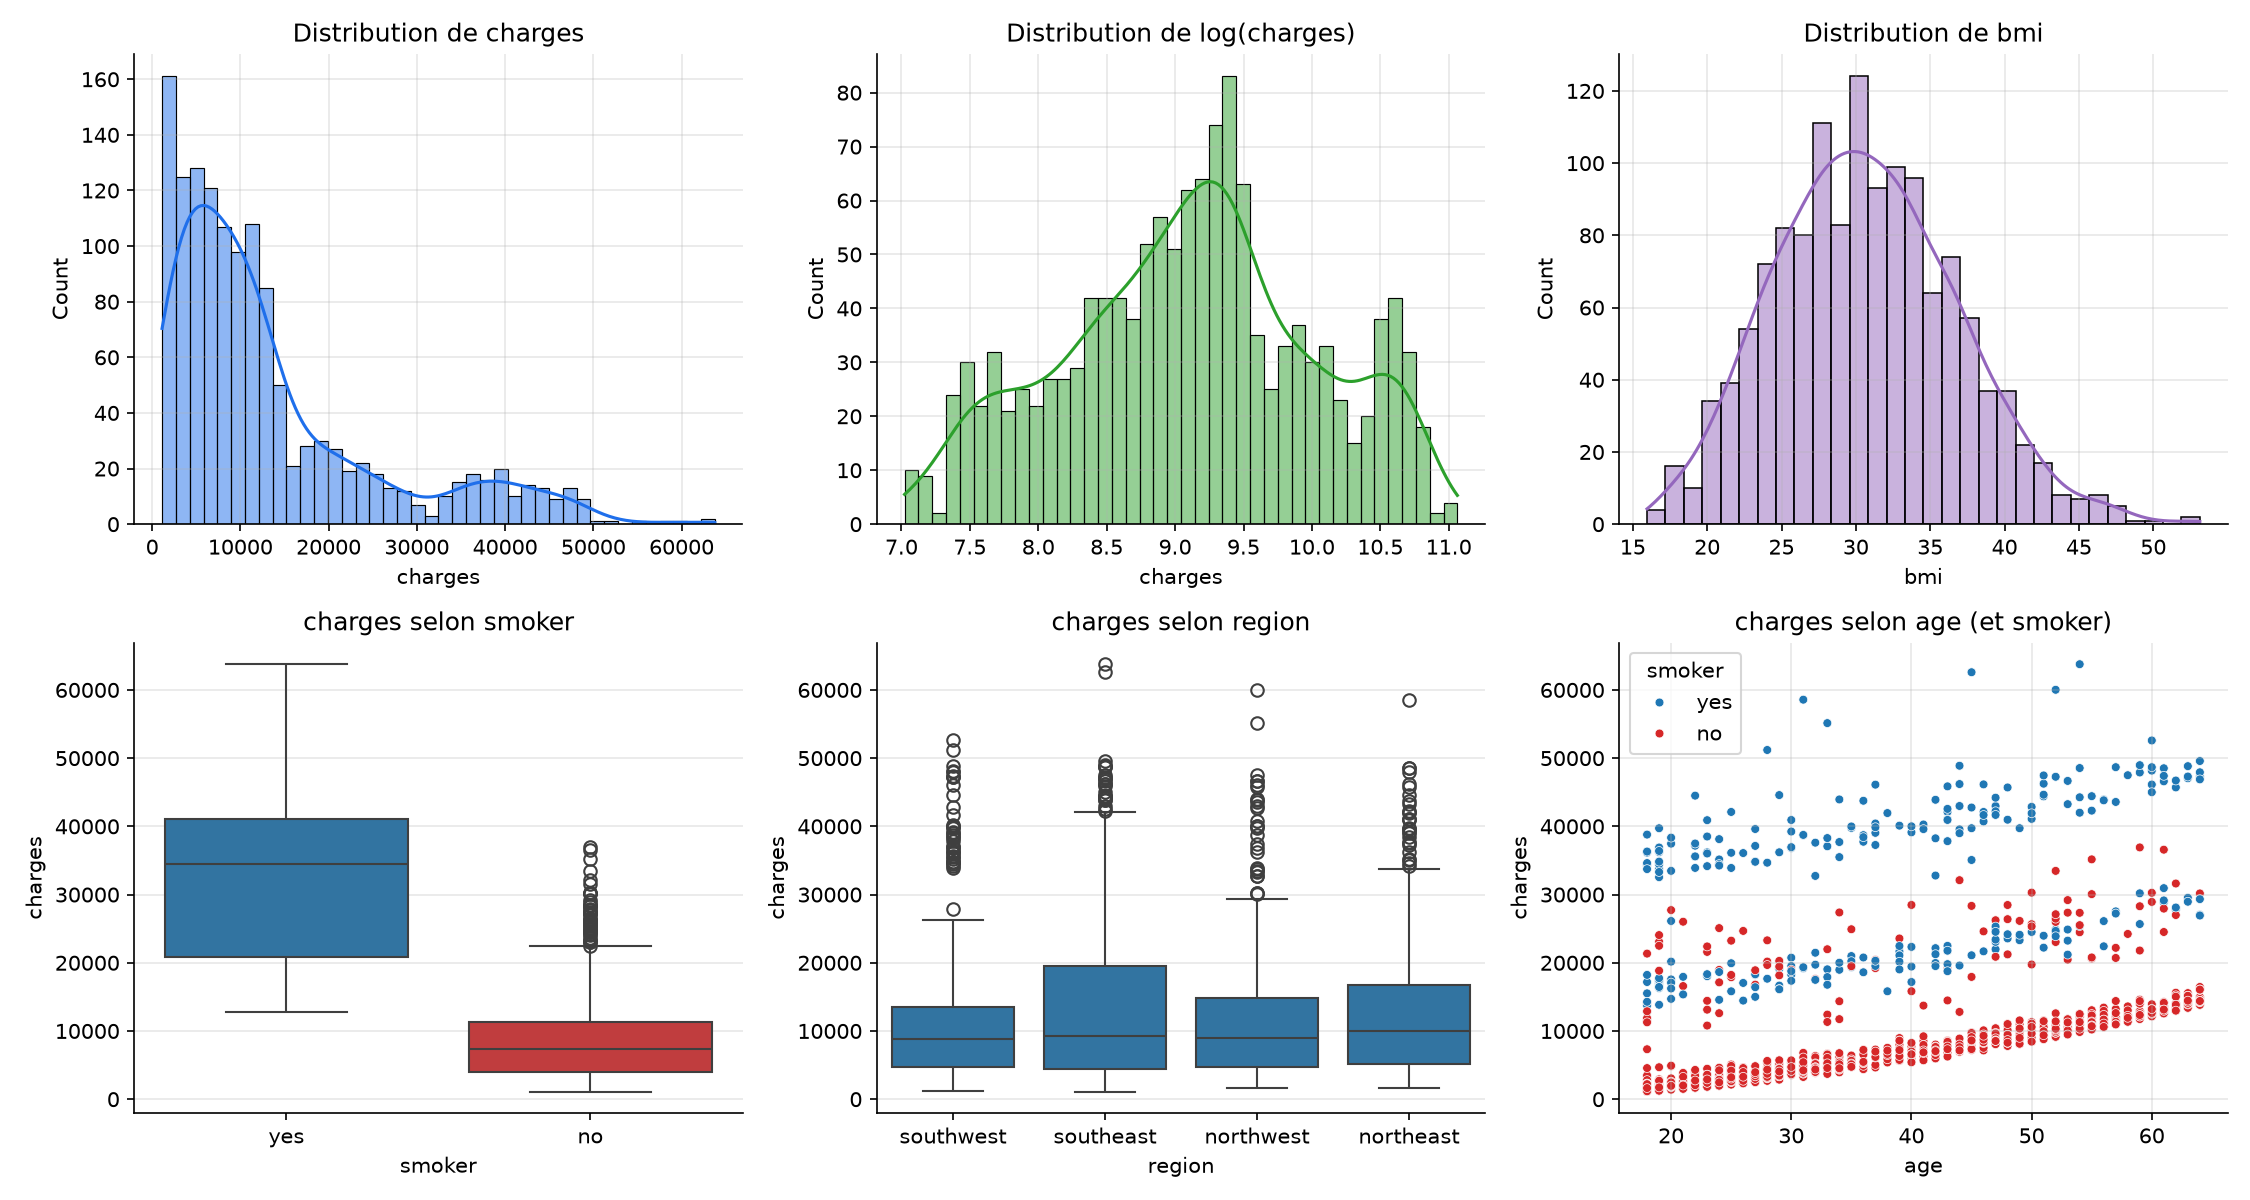 Distribution de charges
Count
160
140
120
100
80
60
40
20
0
0 10000 20000 30000 40000 50000 60000
charges
Distribution de log(charges)
Count
80
70
60
50
40
30
20
10
0
7.0 7.5 8.0 8.5 9.0 9.5 10.0 10.5 11.0
charges
Distribution de bmi
Count
120
100
80
60
40
20
0
15 20 25 30 35 40 45 50
bmi
charges selon smoker
charges
60000
50000
40000
30000
20000
10000
0
yes no
smoker
charges selon region
charges
60000
50000
40000
30000
20000
10000
0
southwest southeast northwest northeast
region
charges selon age (et smoker)
charges
smoker
yes
no
60000
50000
40000
30000
20000
10000
0
20 30 40 50 60
age